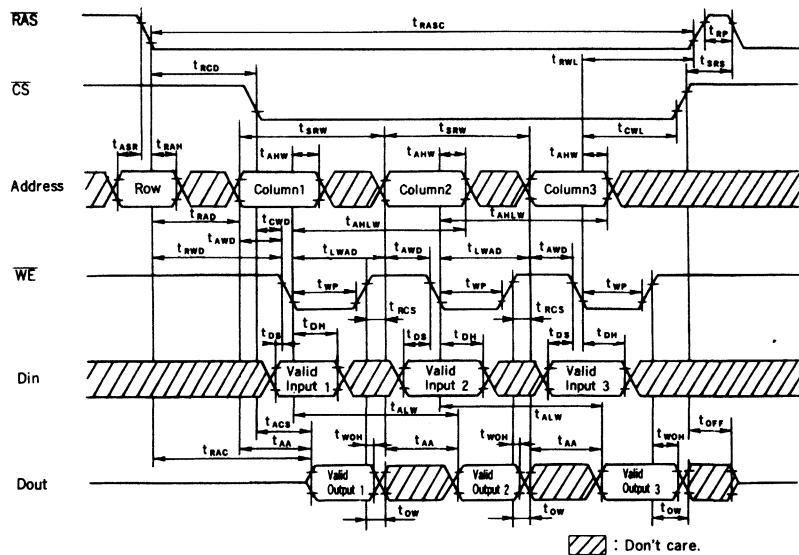 RAS
tRASC
tRP
tRCD
tRWL
tSRS
CS
tSRW
tSRW
tCWL
tASR
tRAH
tAHW
tAHW
tAHW
Address
Row
Column1
Column2
Column3
tRAD
tCWD
tAHLW
tAHLW
tAWD
tRWD
tLWAD
tAWD
tLWAD
tAWD
WE
tWP
tWP
tWP
tRCS
tRCS
tDS
tDH
tDS
tDH
tDS
tDH
Din
Valid
Input 1
Valid
Input 2
Valid
Input 3
tACS
tALW
tALW
tOFF
tAA
tWOH
tAA
tWOH
tAA
tWOH
tRAC
Dout
Valid
Output 1
Valid
Output 2
Valid
Output 3
tOW
tOW
tOW
: Don't care.